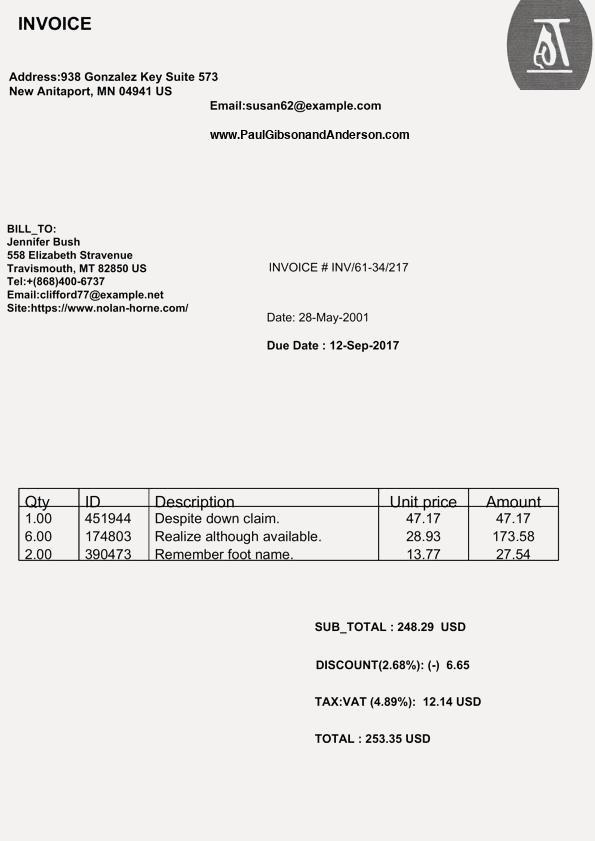 INVOICE
Address:938 Gonzalez Key Suite 573
New Anitaport, MN 04941 US
Email:susan62@example.com
www.PaulGibsonandAnderson.com
BILL_TO:
Jennifer Bush
558 Elizabeth Stravenue
Travismouth, MT 82850 US
Tel:+(868)400-6737
Email:clifford77@example.net
Site:https://www.nolan-horne.com/
INVOICE # INV/61-34/217
Date: 28-May-2001
Due Date : 12-Sep-2017
Qty ID Description Unit price Amount
1.00 451944 Despite down claim. 47.17 47.17
6.00 174803 Realize although available. 28.93 173.58
2.00 390473 Remember foot name. 13.77 27.54
SUB_TOTAL : 248.29 USD
DISCOUNT(2.68%): (-) 6.65
TAX:VAT (4.89%): 12.14 USD
TOTAL : 253.35 USD